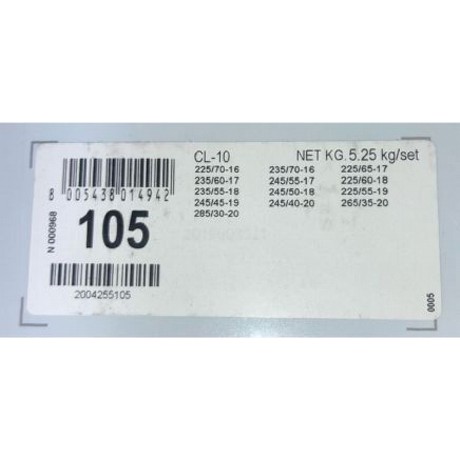 CL-10 NET KG. 5.25 kg/set
225/70-16 235/70-16 225/65-17
235/60-17 245/55-17 225/60-18
235/55-18 245/50-18 225/55-19
245/45-19 245/40-20 265/35-20
285/30-20
8 005438 014942
N 000968
105
2004255105
0005